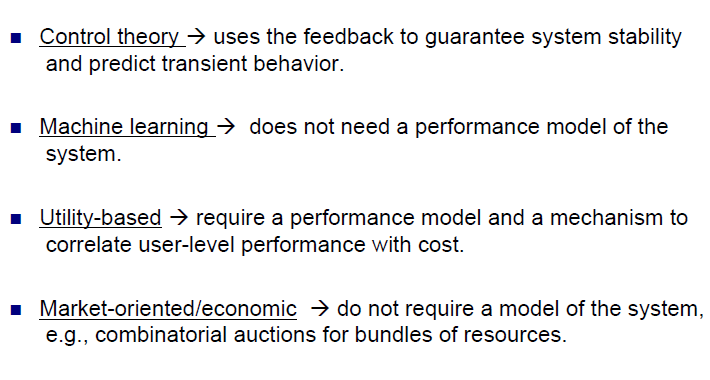 ■ Control theory → uses the feedback to guarantee system stability
and predict transient behavior.
■ Machine learning → does not need a performance model of the
system.
■ Utility-based → require a performance model and a mechanism to
correlate user-level performance with cost.
■ Market-oriented/economic → do not require a model of the system,
e.g., combinatorial auctions for bundles of resources.